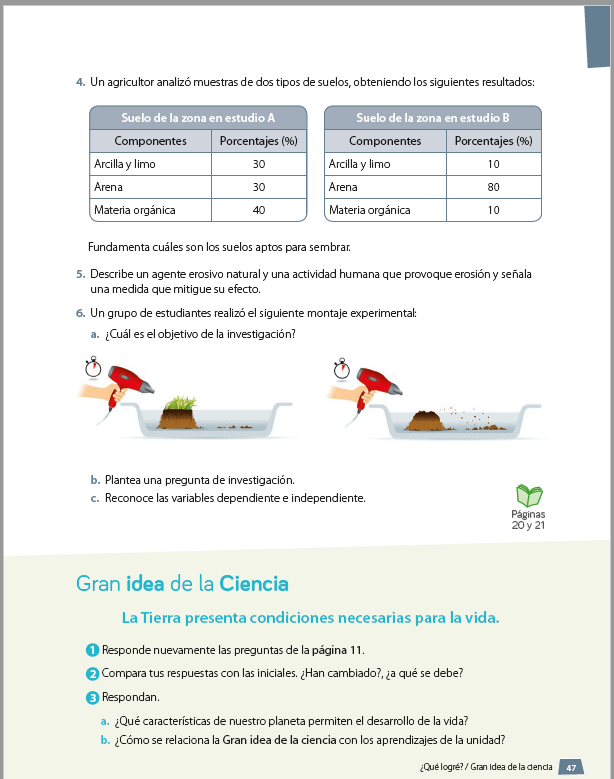 4. Un agricultor analizó muestras de dos tipos de suelos, obteniendo los siguientes resultados:
Suelo de la zona en estudio A
Componentes Porcentajes (%)
Arcilla y limo 30
Arena 30
Materia orgánica 40
Suelo de la zona en estudio B
Componentes Porcentajes (%)
Arcilla y limo 10
Arena 80
Materia orgánica 10
Fundamenta cuáles son los suelos aptos para sembrar.
5. Describe un agente erosivo natural y una actividad humana que provoque erosión y señala
una medida que mitigue su efecto.
6. Un grupo de estudiantes realizó el siguiente montaje experimental:
a. ¿Cuál es el objetivo de la investigación?
b. Plantea una pregunta de investigación.
c. Reconoce las variables dependiente e independiente.
Páginas
20 y 21
Gran idea de la Ciencia
La Tierra presenta condiciones necesarias para la vida.
1 Responde nuevamente las preguntas de la página 11.
2 Compara tus respuestas con las iniciales. ¿Han cambiado?, ¿a qué se debe?
3 Respondan.
a. ¿Qué características de nuestro planeta permiten el desarrollo de la vida?
b. ¿Cómo se relaciona la Gran idea de la ciencia con los aprendizajes de la unidad?
¿Qué logré? / Gran idea de la ciencia 47